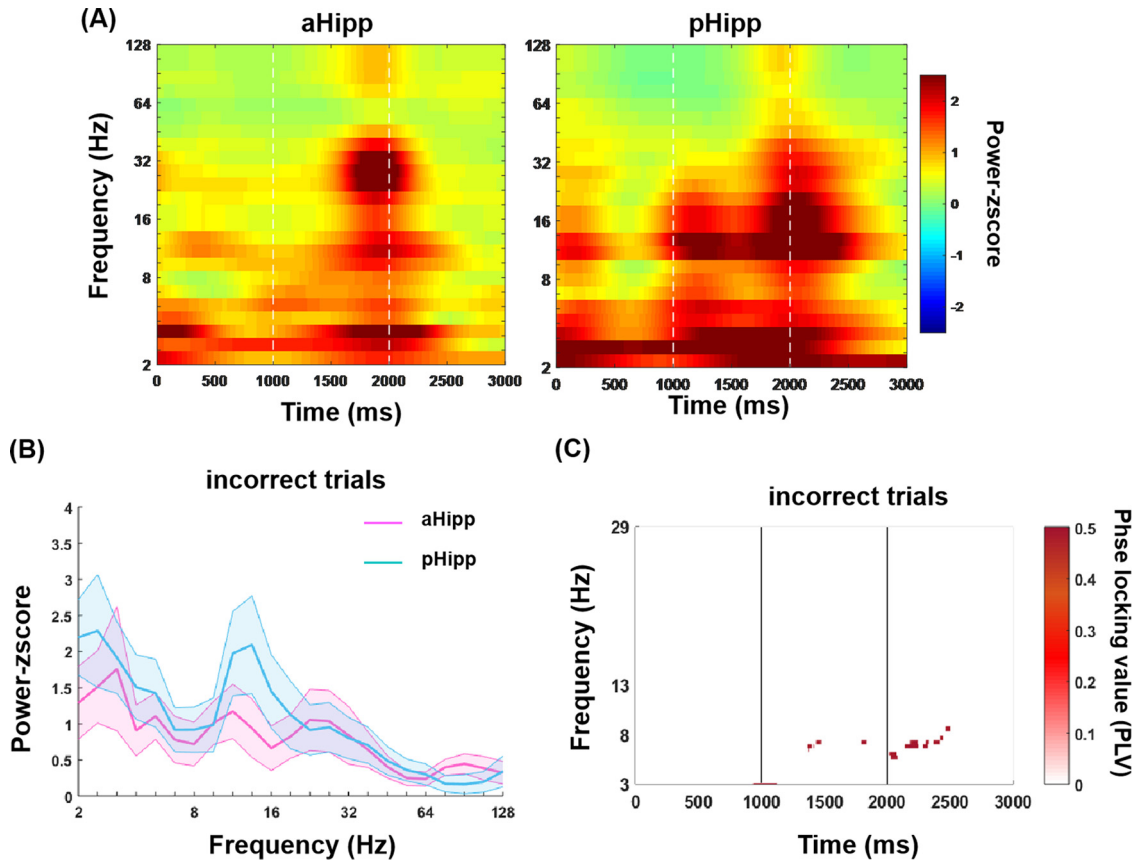 (A)
aHipp
pHipp
128
64
32
16
8
2
Frequency (Hz)
0 500 1000 1500 2000 2500 3000
Time (ms)
128
64
32
16
8
2
0 500 1000 1500 2000 2500 3000
Time (ms)
2
1
0
-1
-2
Power-zscore
(B)
incorrect trials
aHipp
pHipp
4
3.5
3
2.5
2
1.5
1
0.5
0
Power-zscore
2 8 16 32 64 128
Frequency (Hz)
(C)
incorrect trials
29
13
8
3
Frequency (Hz)
0 500 1000 1500 2000 2500 3000
Time (ms)
0.5
0.4
0.3
0.2
0.1
0
Phse locking value (PLV)